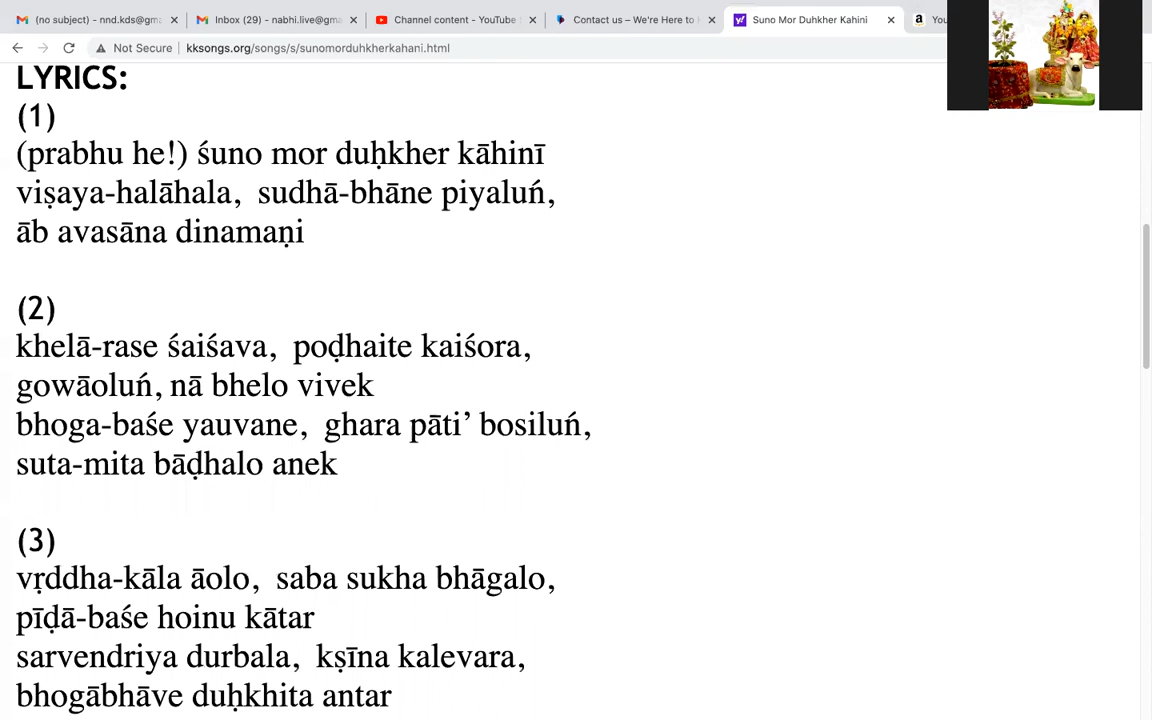 (no subject) - nnd.kds@gma
Inbox (29) - nabhi.live@gma
Channel content - YouTube
Contact us – We're Here to
Suno Mor Duhkher Kahini
You
Not Secure | kksongs.org/songs/s/sunomorduhkherkahani.html
LYRICS:
(1)
(prabhu he!) śuno mor duḥkher kāhinī
viṣaya-halāhala, sudhā-bhāne piyaluń,
āb avasāna dinamaṇi
(2)
khelā-rase śaiśava, poḍhaite kaiśora,
gowāoluń, nā bhelo vivek
bhoga-baśe yauvane, ghara pāti’ bosiluń,
suta-mita bāḍhalo anek
(3)
vṛddha-kāla āolo, saba sukha bhāgalo,
pīḍā-baśe hoinu kātar
sarvendriya durbala, kṣīna kalevara,
bhogābhāve duḥkhita antar